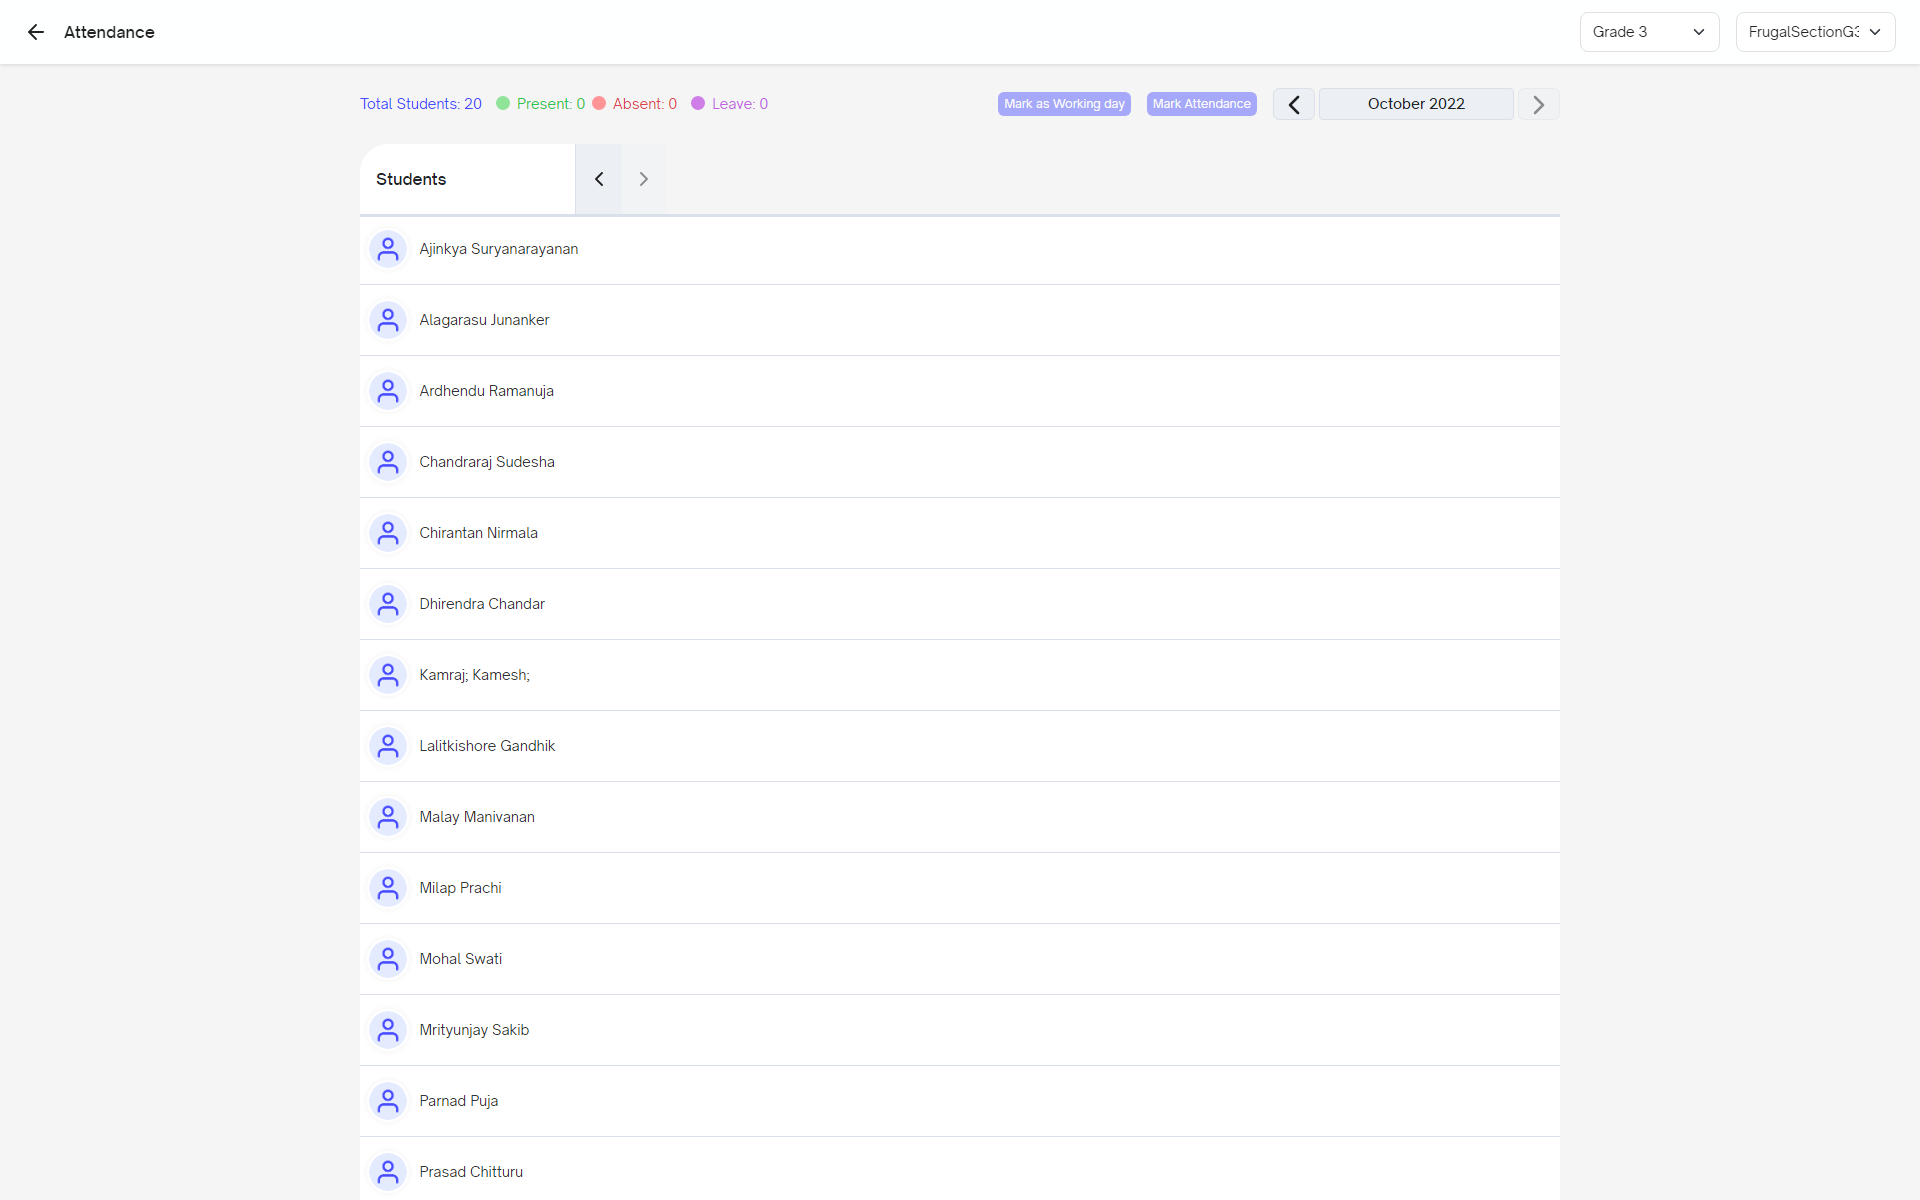 Attendance
Grade 3
FrugalSectionG3
Total Students: 20 Present: 0 Absent: 0 Leave: 0
Mark as Working day Mark Attendance October 2022
Students
Ajinkya Suryanarayanan
Alagarasu Junanker
Ardhendu Ramanuja
Chandraraj Sudesha
Chirantan Nirmala
Dhirendra Chandar
Kamraj; Kamesh;
Lalitkishore Gandhik
Malay Manivanan
Milap Prachi
Mohal Swati
Mrityunjay Sakib
Parnad Puja
Prasad Chitturu